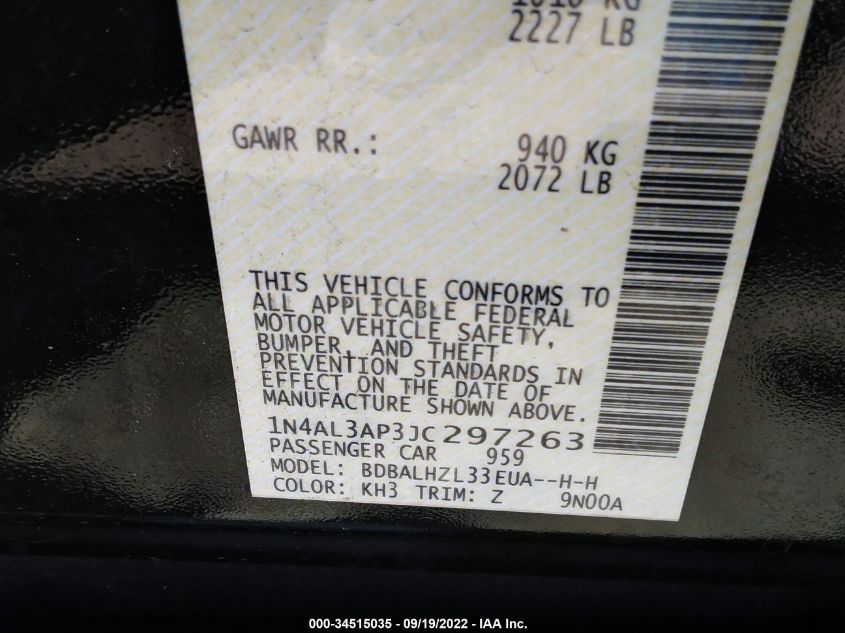 2227 LB
GAWR RR.: 940 KG
2072 LB
THIS VEHICLE CONFORMS TO
ALL APPLICABLE FEDERAL
MOTOR VEHICLE SAFETY,
BUMPER, AND THEFT
PREVENTION STANDARDS IN
EFFECT ON THE DATE OF
MANUFACTURE SHOWN ABOVE.
1N4AL3AP3JC297263
PASSENGER CAR 959
MODEL: BDBALHZL33EUA--H-H
COLOR: KH3 TRIM: Z 9N00A
000-34515035 - 09/19/2022 - IAA Inc.